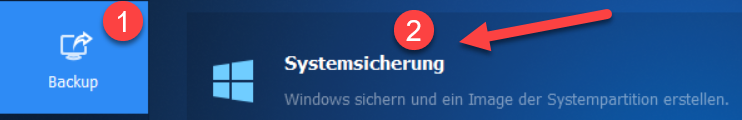 1
2
Systemsicherung
Backup
Windows sichern und ein Image der Systempartition erstellen.